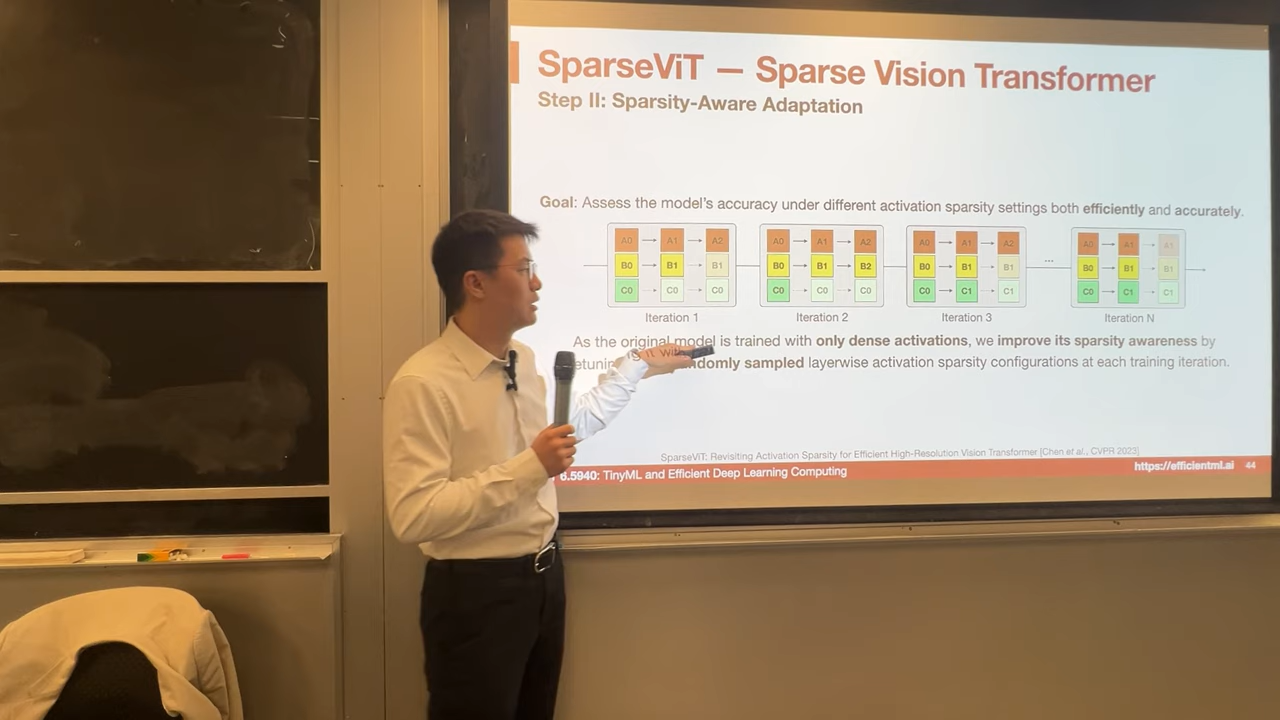 SparseViT — Sparse Vision Transformer
Step II: Sparsity-Aware Adaptation
Goal: Assess the model's accuracy under different activation sparsity settings both efficiently and accurately.
A0 A1 A2 A0 A1 A2 A0 A1 A2 ... A0 A1 A1
B0 B1 B1 B0 B1 B2 B0 B1 B1 B0 B1 B1
C0 C0 C0 C0 C0 C0 C0 C1 C1 C0 C1 C1
Iteration 1 Iteration 2 Iteration 3 Iteration N
As the original model is trained with only dense activations, we improve its sparsity awareness by
it layerwise activation sparsity configurations at each training iteration.
SparseViT: Revisiting Activation Sparsity for Efficient High-Resolution Vision Transformer [Chen et al., CVPR 2023]
6.5940: TinyML and Efficient Deep Learning Computing https://efficientml.ai 44